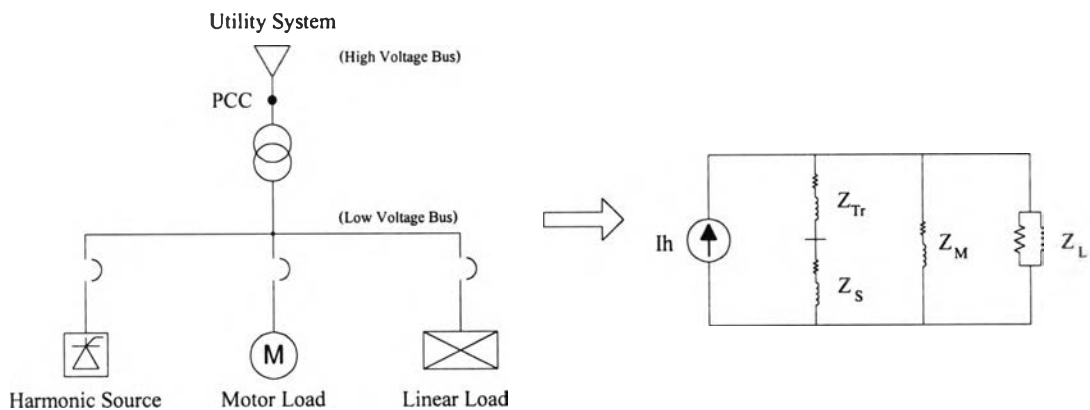 Utility System
(High Voltage Bus)
PCC
(Low Voltage Bus)
M
Harmonic Source
Motor Load
Linear Load
Ih
Z_Tr
Z_S
Z_M
Z_L